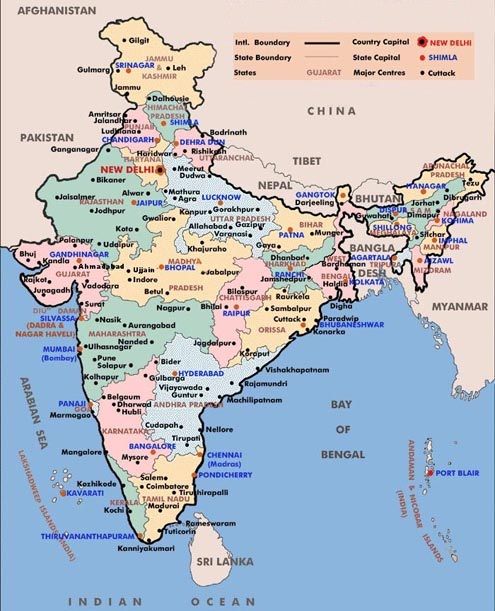 AFGHANISTAN
Intl. Boundary
Country Capital
NEW DELHI
State Boundary
State Capital
SHIMLA
States
GUJARAT
Major Centres
Cuttack
Gilgit
JAMMU
&
KASHMIR
SRINAGAR
Leh
Gulmarg
Jammu
CHINA
Dalhousie
HIMACHAL
PRADESH
Amritsar
Jalandhar
PUNJAB
SHIMLA
Ludhiana
PAKISTAN
CHANDIGARH
DEHRA DUN
Badrinath
Ganganagar
Rishikesh
Haridwar
UTTARANCHAL
HARYANA
TIBET
NEW DELHI
Meerut
Dudwa
ARUNACHAL
PRADESH
Bikaner
NEPAL
Tezu
Alwar
Mathura
Agra
LUCKNOW
GANGTOK
Darjeeling
BHUTAN
ITANAGAR
Dibrugarh
Jaisalmer
RAJASTHAN
JAIPUR
Jodhpur
Kanpur
Gorakhpur
DISPUR
ASSAM
Jorhat
NAGALAND
Guwahati
Dimapur
KOHIMA
Gwalior
UTTAR PRADESH
BIHAR
Kota
Allahabad
Gazipur
PATNA
Munger
SHILLONG
MEGHALAYA
Varanasi
Silchar
IMPHAL
MANIPUR
Palanpur
Udaipur
Khajuraho
Gaya
BANGLA
DESH
AGARTALA
TRIPURA
AIZAWL
MIZORAM
Bhuj
Kandla
GANDHINAGAR
Dhanbad
JHARKHAND
WEST
BENGAL
Ahmadabad
Ujjain
MADHYA
BHOPAL
Jabalpur
RANCHI
Jamshedpur
Rajkot
GUJARAT
Indore
PRADESH
KOLKATA
Haldia
Junagadh
Betul
Bilaspur
Raurkela
Digha
MYANMAR
Surat
CHATTISGARH
Sambalpur
DIU
DAMAN
SILVASSA
(DADRA &
NAGAR HAVELI)
Nagpur
Bhilai
RAIPUR
Cuttack
Paradwip
BHUBANESHWAR
Nasik
ORISSA
Konorka
Aurangabad
MAHARASHTRA
Nanded
MUMBAI
(Bombay)
Ulhasnagar
Jagdalpur
Koraput
Pune
Solapur
Bider
Vishakhapatnam
Kolhapur
Gulbarga
HYDERABAD
Rajamundri
ARABIAN SEA
Vijayawada
Guntur
Belgaum
PANAJI
GOA
Dharwad
Hubli
ANDHRA PRADESH
Machilipatnam
Marmogao
BAY
OF
BENGAL
KARNATAKA
Cudapah
Nellore
Tirupati
Mangalore
BANGALORE
CHENNAI
(Madras)
Mysore
PONDICHERRY
LAKSHADWEEP ISLANDS (INDIA)
KAVARATI
Kozhikode
Salem
Coimbatore
Tiruthirapalli
PORT BLAIR
ANDAMAN & NICOBAR ISLANDS
(INDIA)
KERALA
TAMIL NADU
Kochi
Madurai
Rameswaram
Tuticorin
THIRUVANANTHAPURAM
Kanniyakumari
SRI LANKA
INDIAN OCEAN